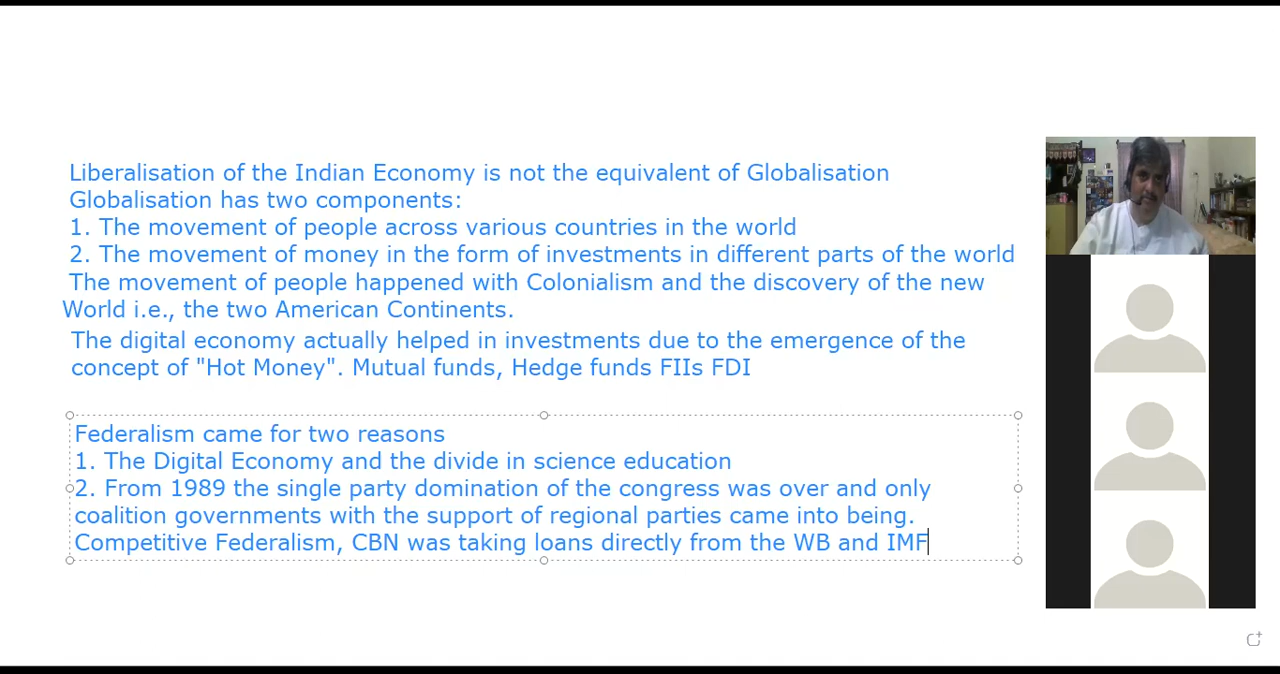 Liberalisation of the Indian Economy is not the equivalent of Globalisation
Globalisation has two components:
1. The movement of people across various countries in the world
2. The movement of money in the form of investments in different parts of the world
The movement of people happened with Colonialism and the discovery of the new
World i.e., the two American Continents.
The digital economy actually helped in investments due to the emergence of the
concept of "Hot Money". Mutual funds, Hedge funds FIIs FDI
Federalism came for two reasons
1. The Digital Economy and the divide in science education
2. From 1989 the single party domination of the congress was over and only
coalition governments with the support of regional parties came into being.
Competitive Federalism, CBN was taking loans directly from the WB and IMF